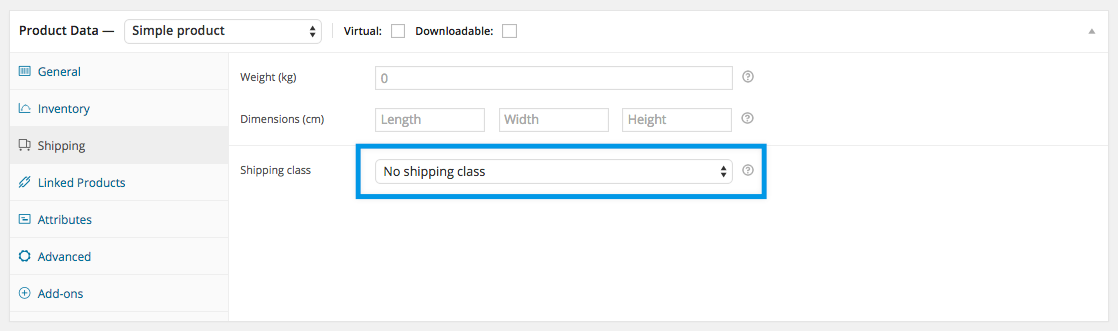 Product Data — Simple product Virtual: Downloadable:
General
Inventory
Shipping
Linked Products
Attributes
Advanced
Add-ons
Weight (kg) 0
Dimensions (cm) Length Width Height
Shipping class No shipping class